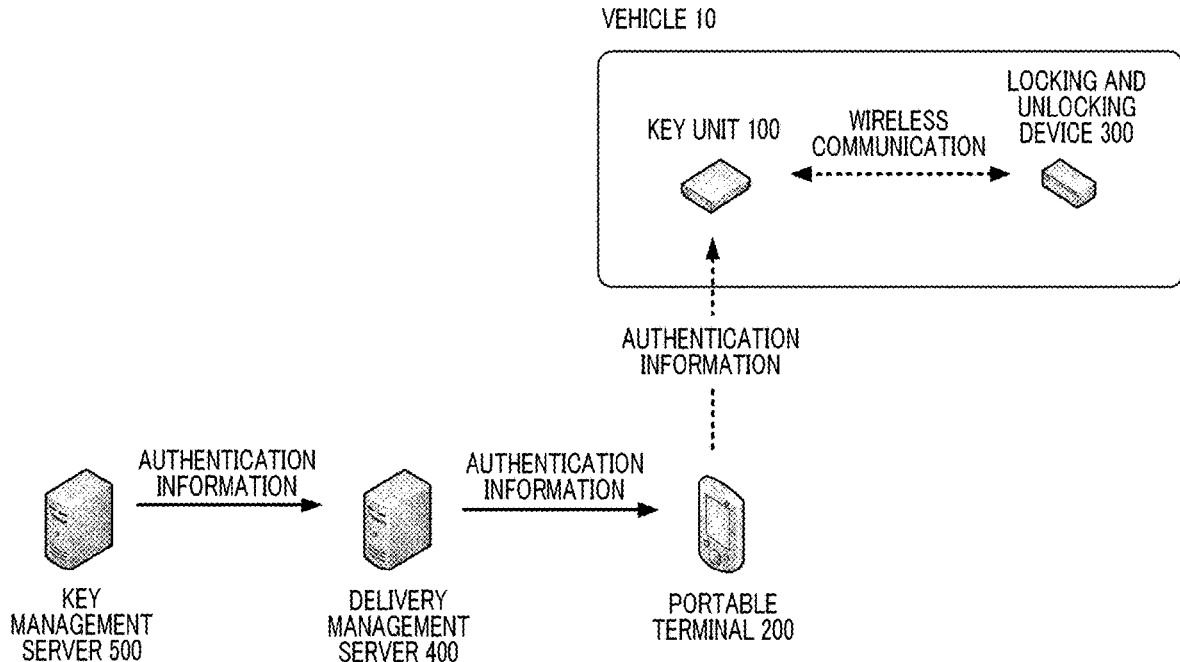 VEHICLE 10
KEY UNIT 100
WIRELESS
COMMUNICATION
LOCKING AND
UNLOCKING
DEVICE 300
AUTHENTICATION
INFORMATION
AUTHENTICATION
INFORMATION
AUTHENTICATION
INFORMATION
KEY
MANAGEMENT
SERVER 500
DELIVERY
MANAGEMENT
SERVER 400
PORTABLE
TERMINAL 200